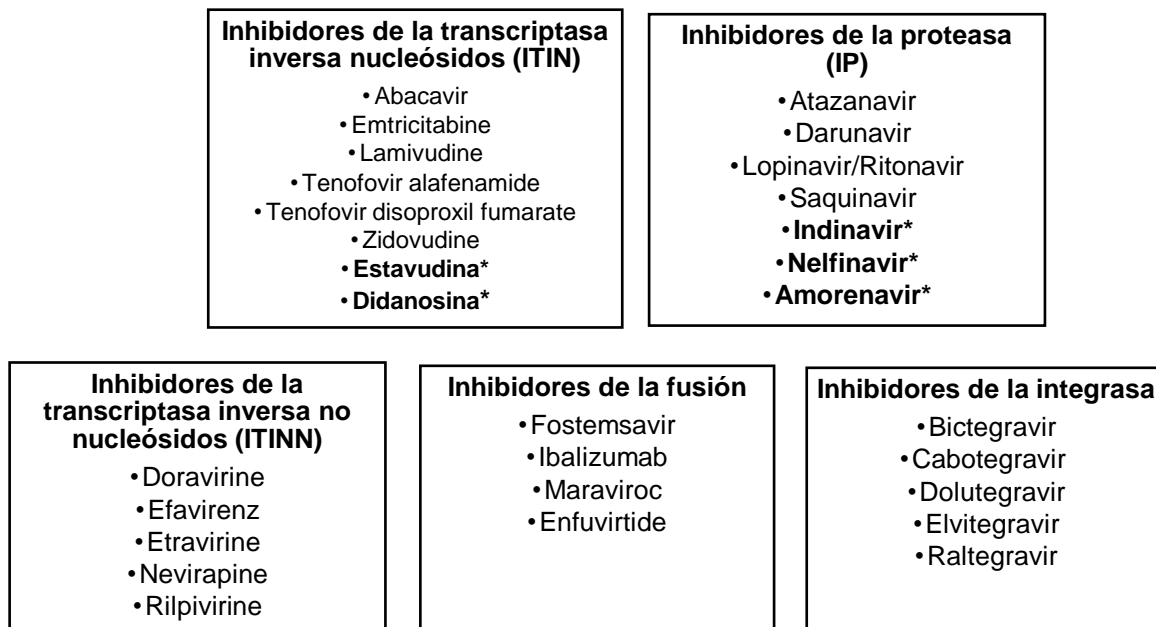 Inhibidores de la transcriptasa
inversa nucleósidos (ITIN)
• Abacavir
• Emtricitabine
• Lamivudine
• Tenofovir alafenamide
• Tenofovir disoproxil fumarate
• Zidovudine
• Estavudina*
• Didanosina*
Inhibidores de la proteasa
(IP)
• Atazanavir
• Darunavir
• Lopinavir/Ritonavir
• Saquinavir
• Indinavir*
• Nelfinavir*
• Amorenavir*
Inhibidores de la
transcriptasa inversa no
nucleósidos (ITINN)
• Doravirine
• Efavirenz
• Etravirine
• Nevirapine
• Rilpivirine
Inhibidores de la fusión
• Fostemsavir
• Ibalizumab
• Maraviroc
• Enfuvirtide
Inhibidores de la integrasa
• Bictegravir
• Cabotegravir
• Dolutegravir
• Elvitegravir
• Raltegravir